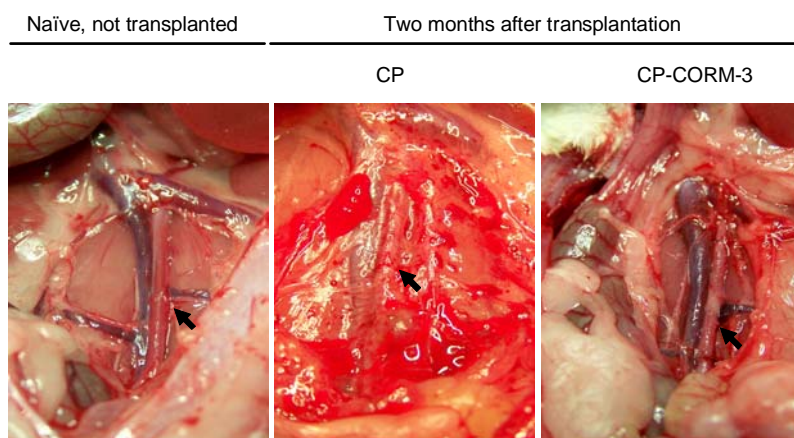 Naïve, not transplanted
Two months after transplantation
CP
CP-CORM-3